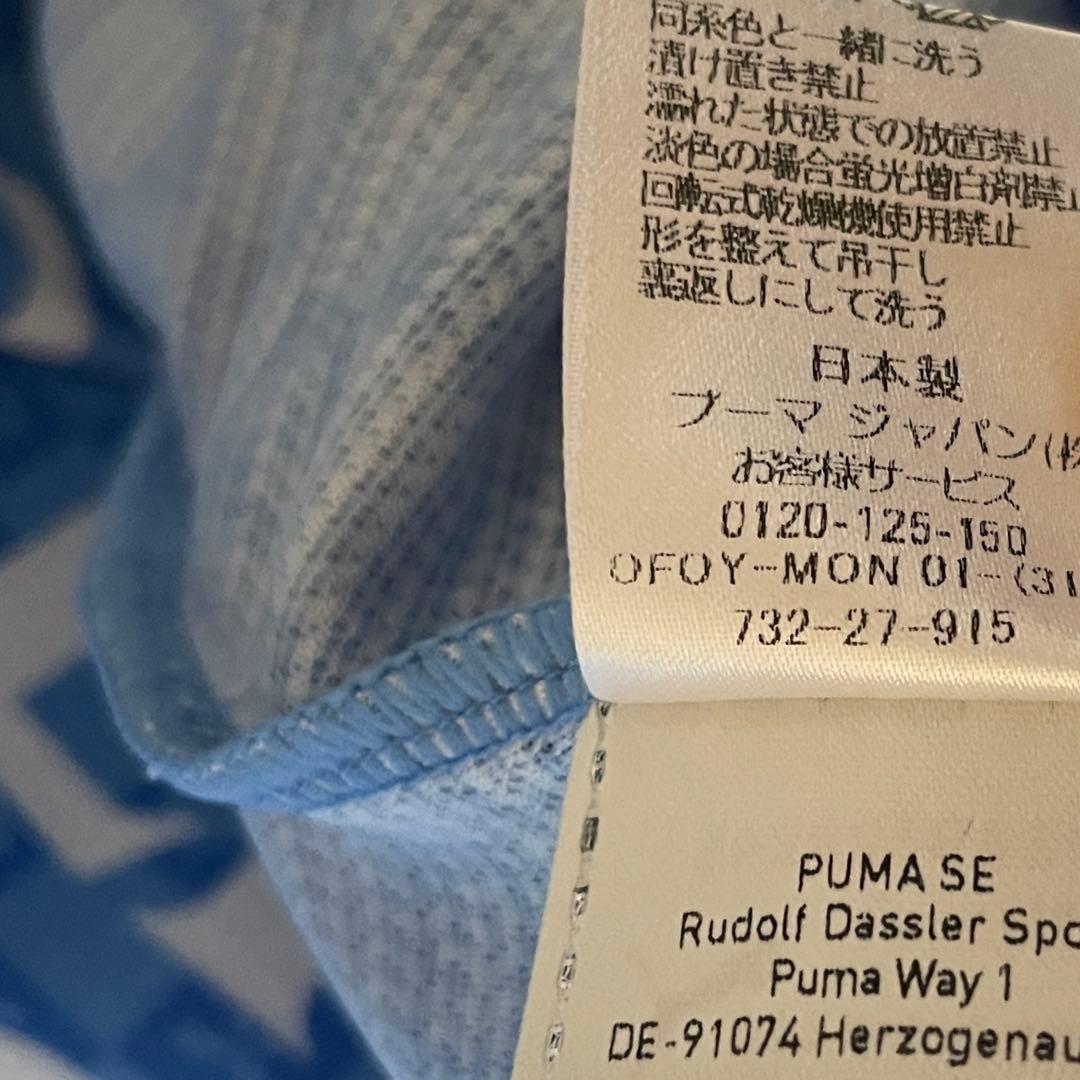 同系色と一緒に洗う
漬け置き禁止
濡れた状態での放置禁止
淡色の場合蛍光増白剤禁止
回転式乾燥機使用禁止
形を整えて吊干し
裏返しにして洗う
日本製
プーマ ジャパン(株
お客様サービス
0120-125-150
OFOY-MON 01-(31
732-27-915
PUMA SE
Rudolf Dassler Spo
Puma Way 1
DE-91074 Herzogenau